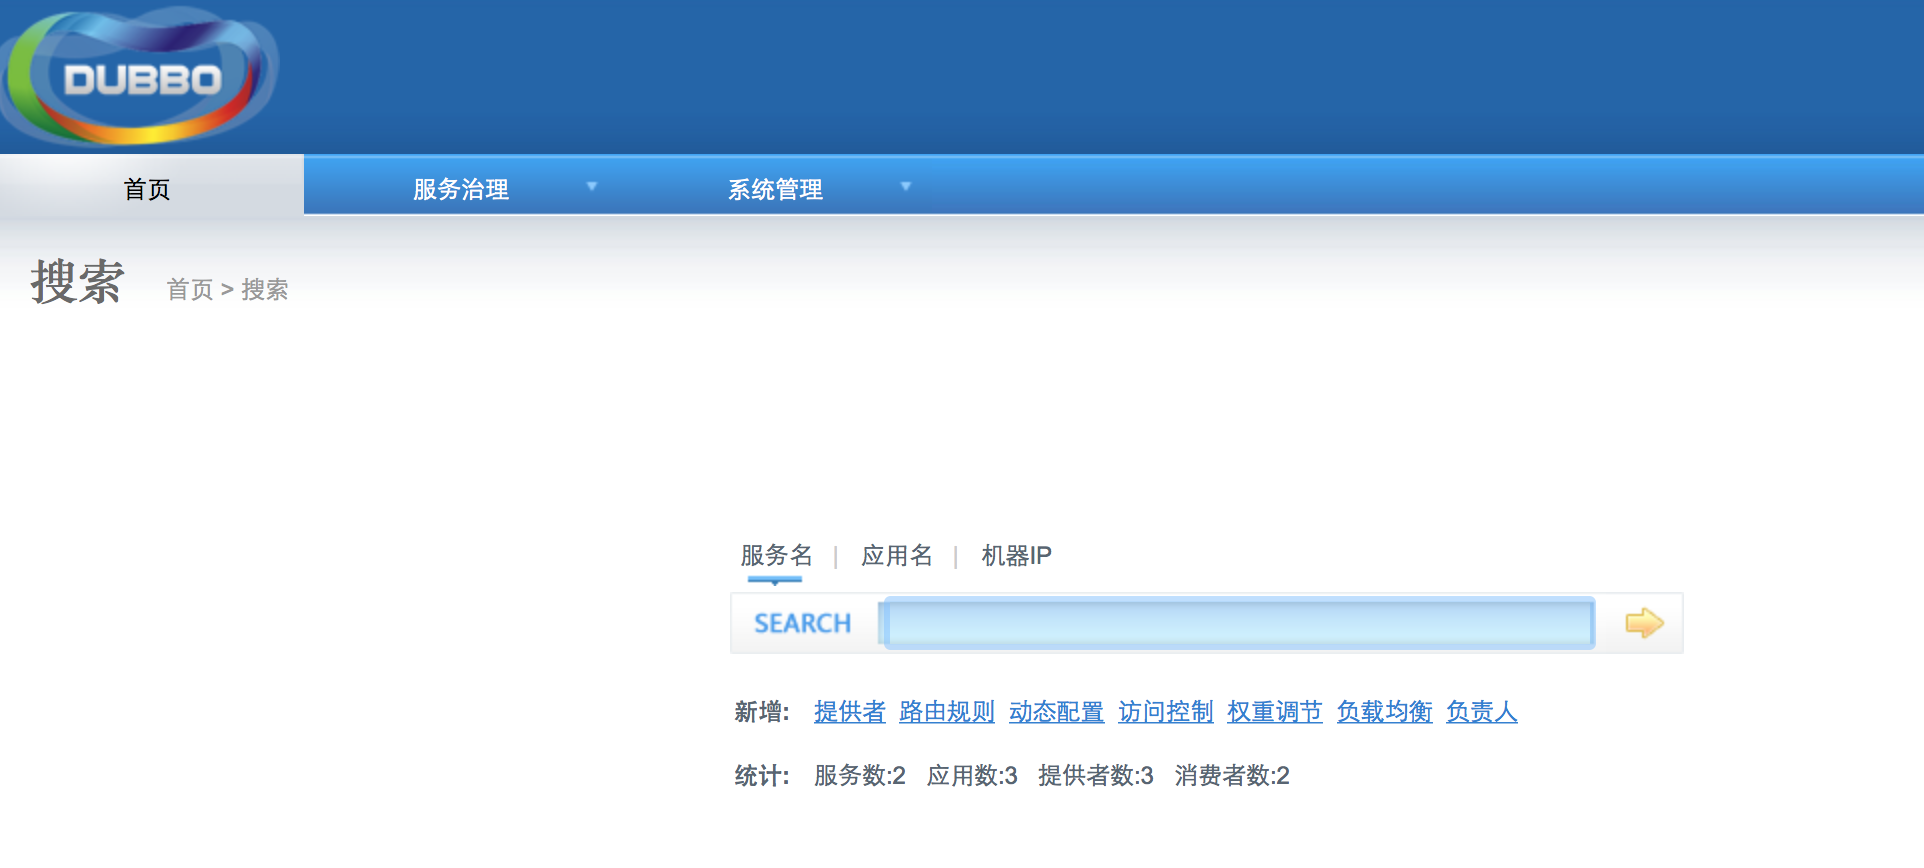 DUBBO
首页 服务治理 系统管理
搜索 首页 > 搜索
服务名 | 应用名 | 机器IP
SEARCH
新增: 提供者 路由规则 动态配置 访问控制 权重调节 负载均衡 负责人
统计: 服务数:2 应用数:3 提供者数:3 消费者数:2